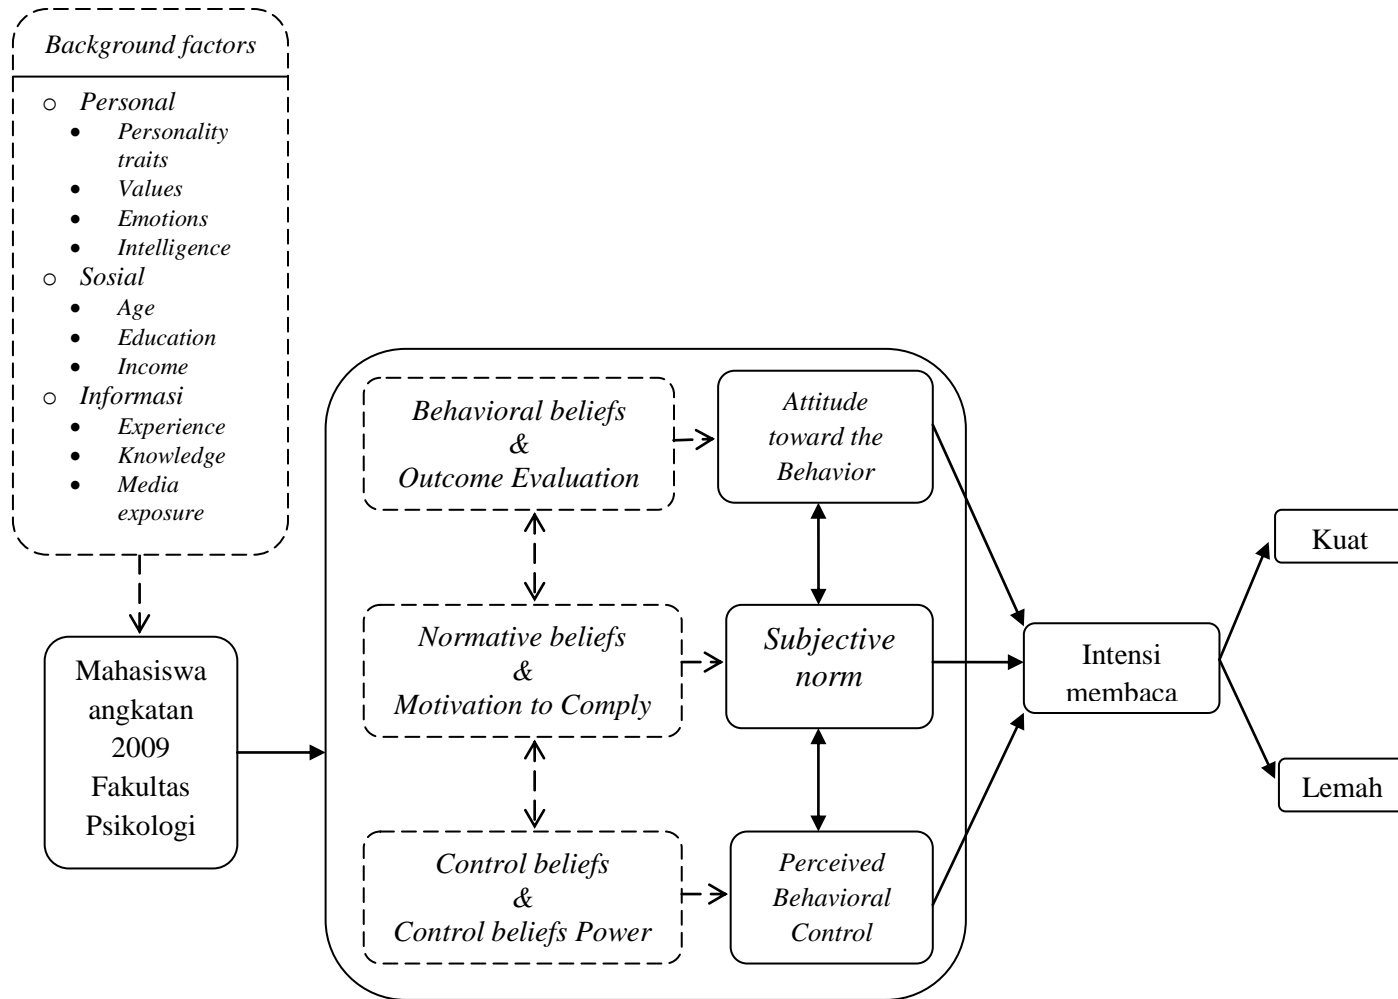 Background factors
o Personal
• Personality
traits
• Values
• Emotions
• Intelligence
o Sosial
• Age
• Education
• Income
o Informasi
• Experience
• Knowledge
• Media
exposure
Mahasiswa
angkatan
2009
Fakultas
Psikologi
Behavioral beliefs
&
Outcome Evaluation
Normative beliefs
&
Motivation to Comply
Control beliefs
&
Control beliefs Power
Attitude
toward the
Behavior
Subjective
norm
Perceived
Behavioral
Control
Intensi
membaca
Kuat
Lemah